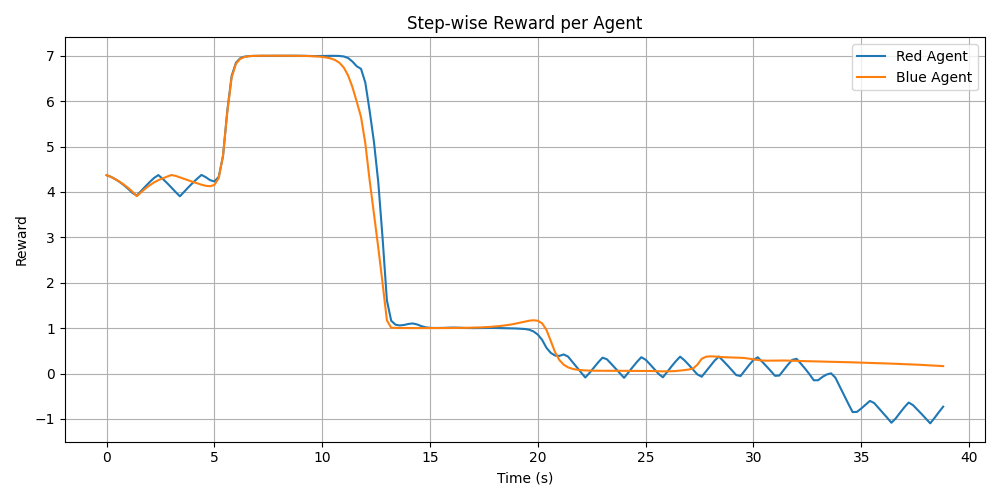 Step-wise Reward per Agent
Red Agent
Blue Agent
Reward
7
6
5
4
3
2
1
0
−1
0 5 10 15 20 25 30 35 40
Time (s)